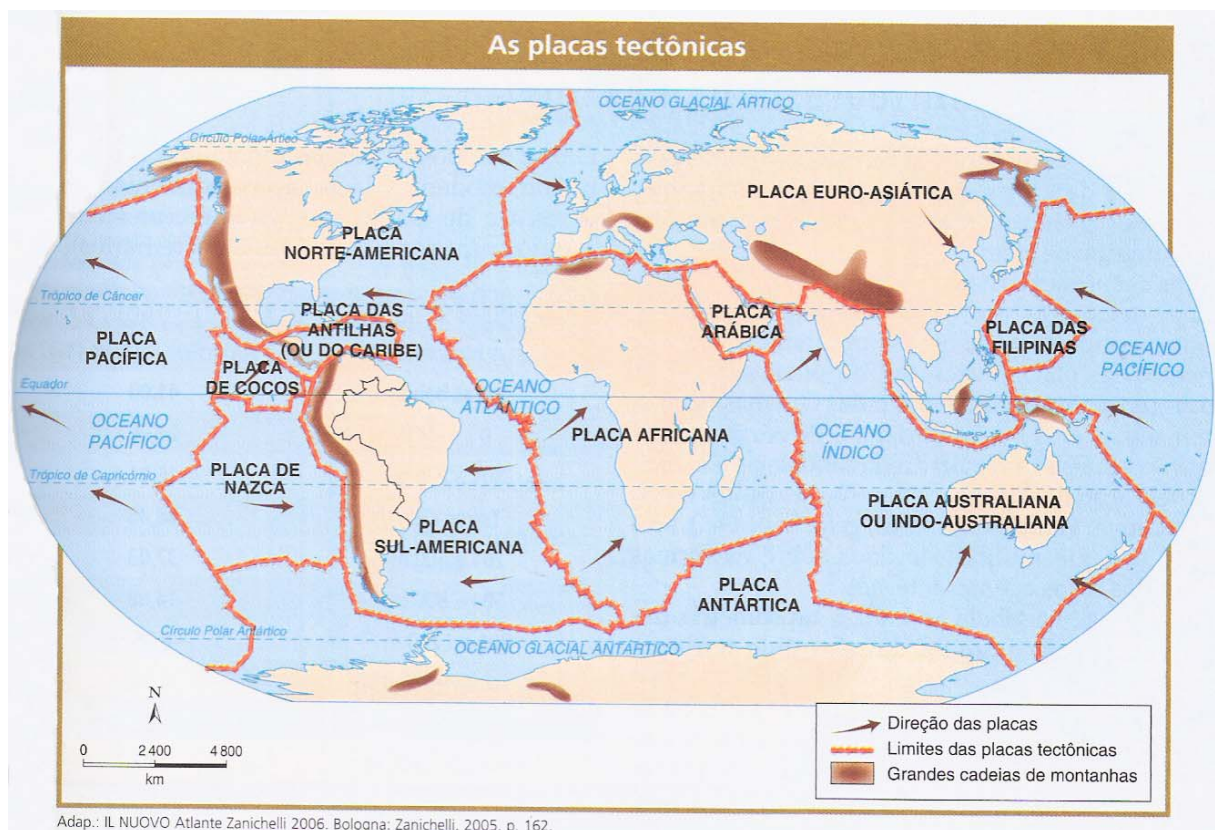 As placas tectônicas
OCEANO GLACIAL ÁRTICO
Círculo Polar Ártico
PLACA EURO-ASIÁTICA
PLACA
NORTE-AMERICANA
Trópico de Câncer
PLACA DAS
ANTILHAS
(OU DO CARIBE)
PLACA
ARÁBICA
PLACA DAS
FILIPINAS
PLACA
PACÍFICA
PLACA
DE COCOS
OCEANO
PACÍFICO
Equador
OCEANO
ATLÂNTICO
OCEANO
PACÍFICO
PLACA AFRICANA
OCEANO
ÍNDICO
Trópico de Capricórnio
PLACA DE
NAZCA
PLACA AUSTRALIANA
OU INDO-AUSTRALIANA
PLACA
SUL-AMERICANA
PLACA
ANTÁRTICA
Círculo Polar Antártico
OCEANO GLACIAL ANTÁRTICO
N
0 2 400 4 800
km
Direção das placas
Limites das placas tectônicas
Grandes cadeias de montanhas
Adap.: IL NUOVO Atlante Zanichelli 2006. Bologna: Zanichelli, 2005. p. 162.